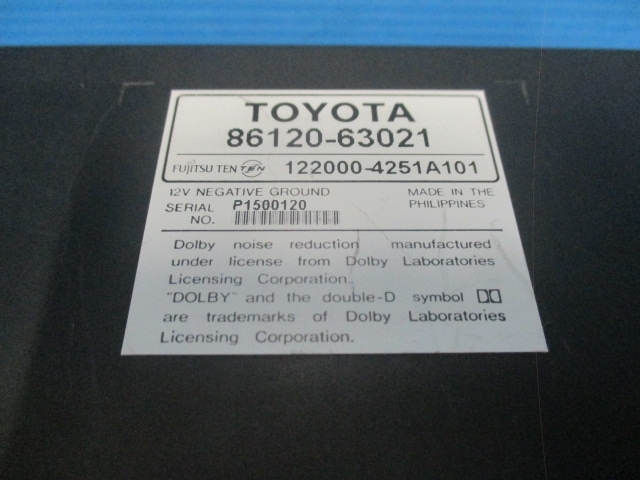 TOYOTA
86120-63021
FUJITSU TEN TEN 122000-4251A101
12V NEGATIVE GROUND MADE IN THE PHILIPPINES
SERIAL NO. P1500120
Dolby noise reduction manufactured
under license from Dolby Laboratories
Licensing Corporation.
"DOLBY" and the double-D symbol
are trademarks of Dolby Laboratories
Licensing Corporation.